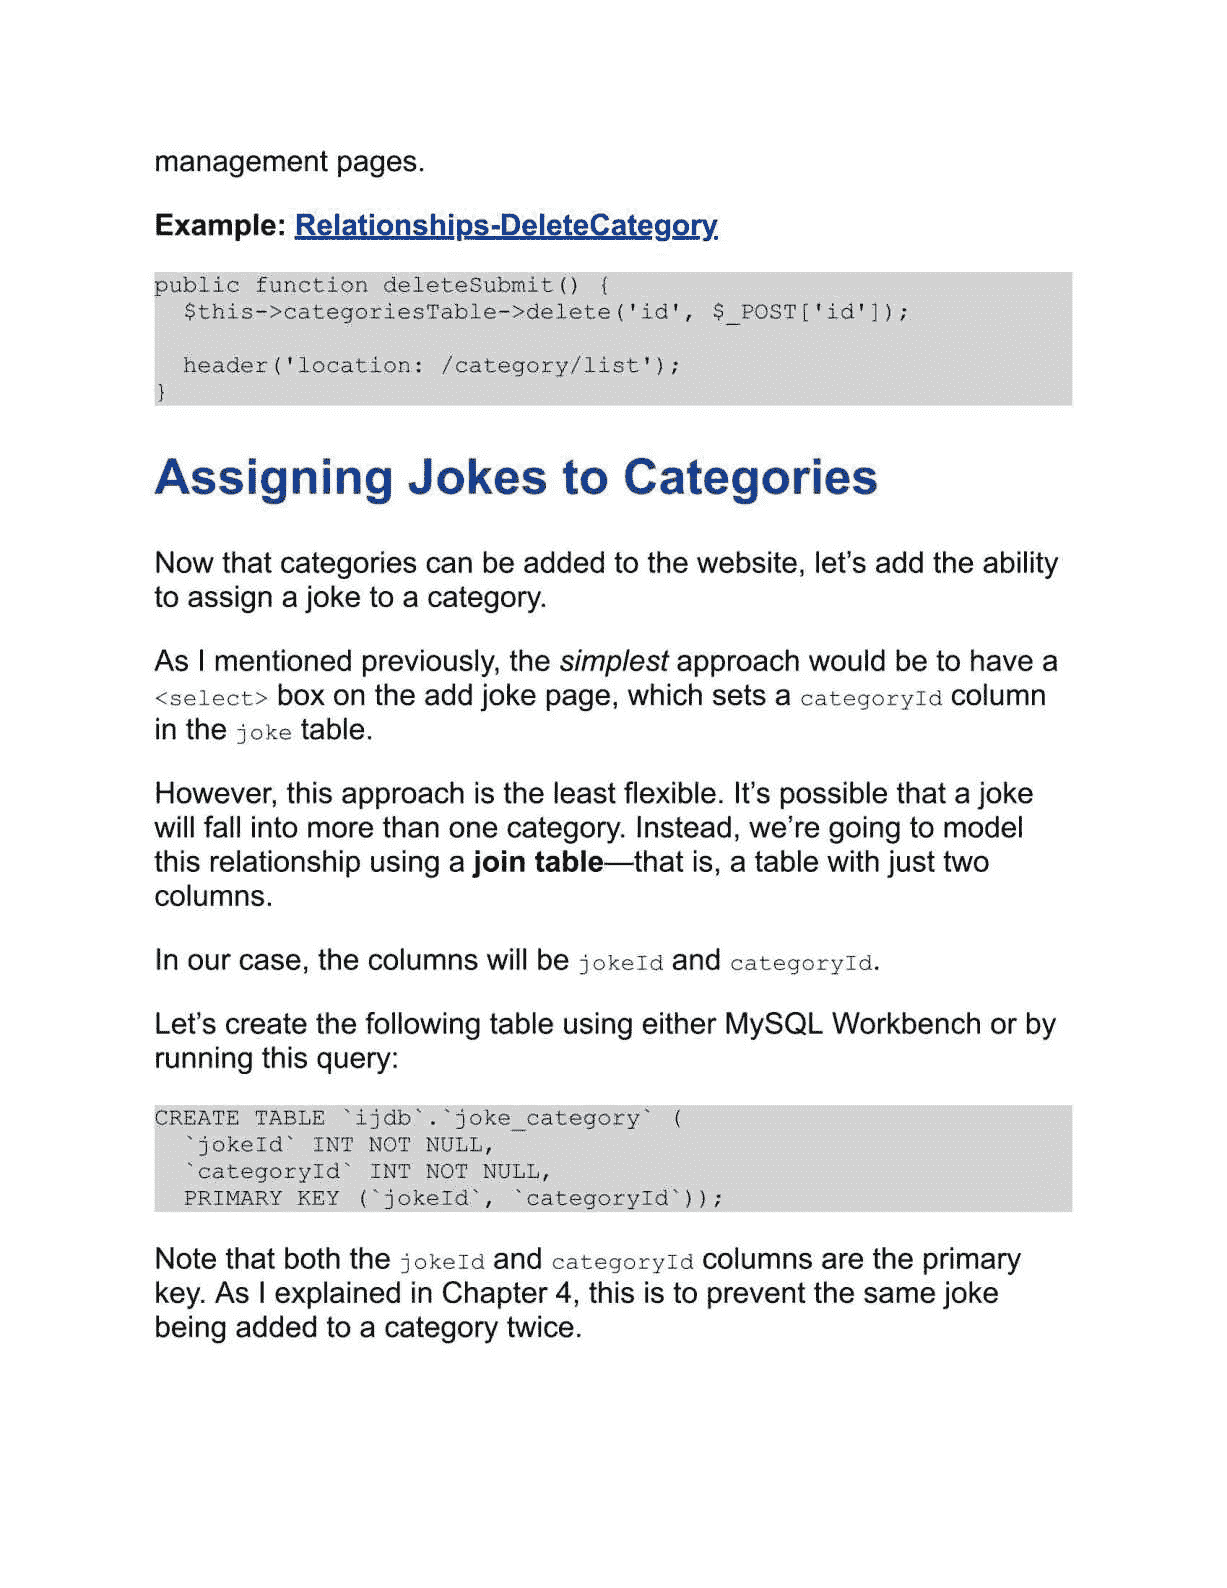 management pages.
Example: Relationships-DeleteCategory
public function deleteSubmit() {
  $this->categoriesTable->delete('id', $_POST['id']);
  header('location: /category/list');
}
Assigning Jokes to Categories
Now that categories can be added to the website, let’s add the ability
to assign a joke to a category.
As I mentioned previously, the simplest approach would be to have a
<select> box on the add joke page, which sets a categoryId column
in the joke table.
However, this approach is the least flexible. It’s possible that a joke
will fall into more than one category. Instead, we’re going to model
this relationship using a join table—that is, a table with just two
columns.
In our case, the columns will be jokeId and categoryId.
Let’s create the following table using either MySQL Workbench or by
running this query:
CREATE TABLE `ijdb`.`joke_category` (
  `jokeId` INT NOT NULL,
  `categoryId` INT NOT NULL,
  PRIMARY KEY (`jokeId`, `categoryId`));
Note that both the jokeId and categoryId columns are the primary
key. As I explained in Chapter 4, this is to prevent the same joke
being added to a category twice.